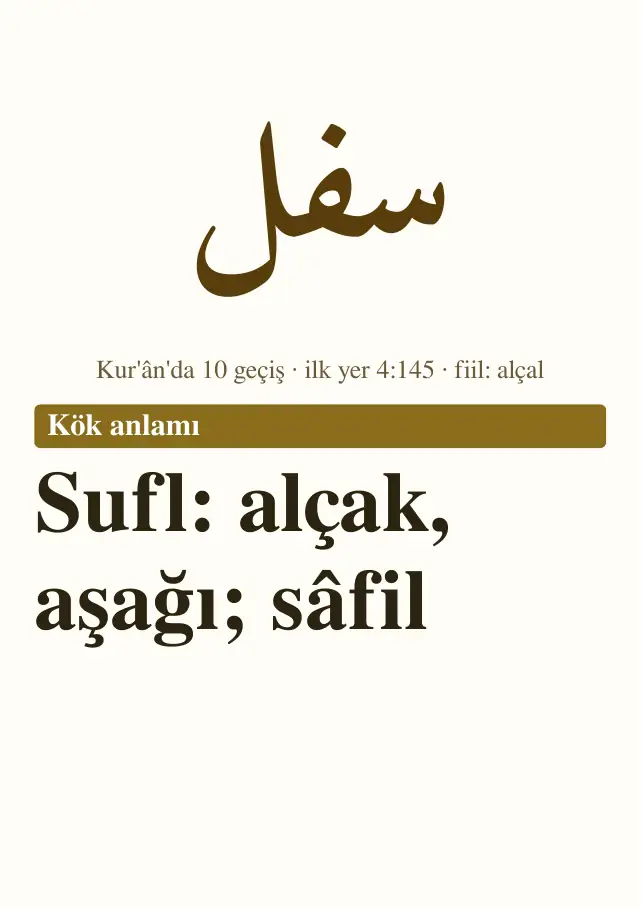 سفل
Kur'ân'da 10 geçiş · ilk yer 4:145 · fiil: alçal
Kök anlamı
Sufl: alçak,
aşağı; sâfil